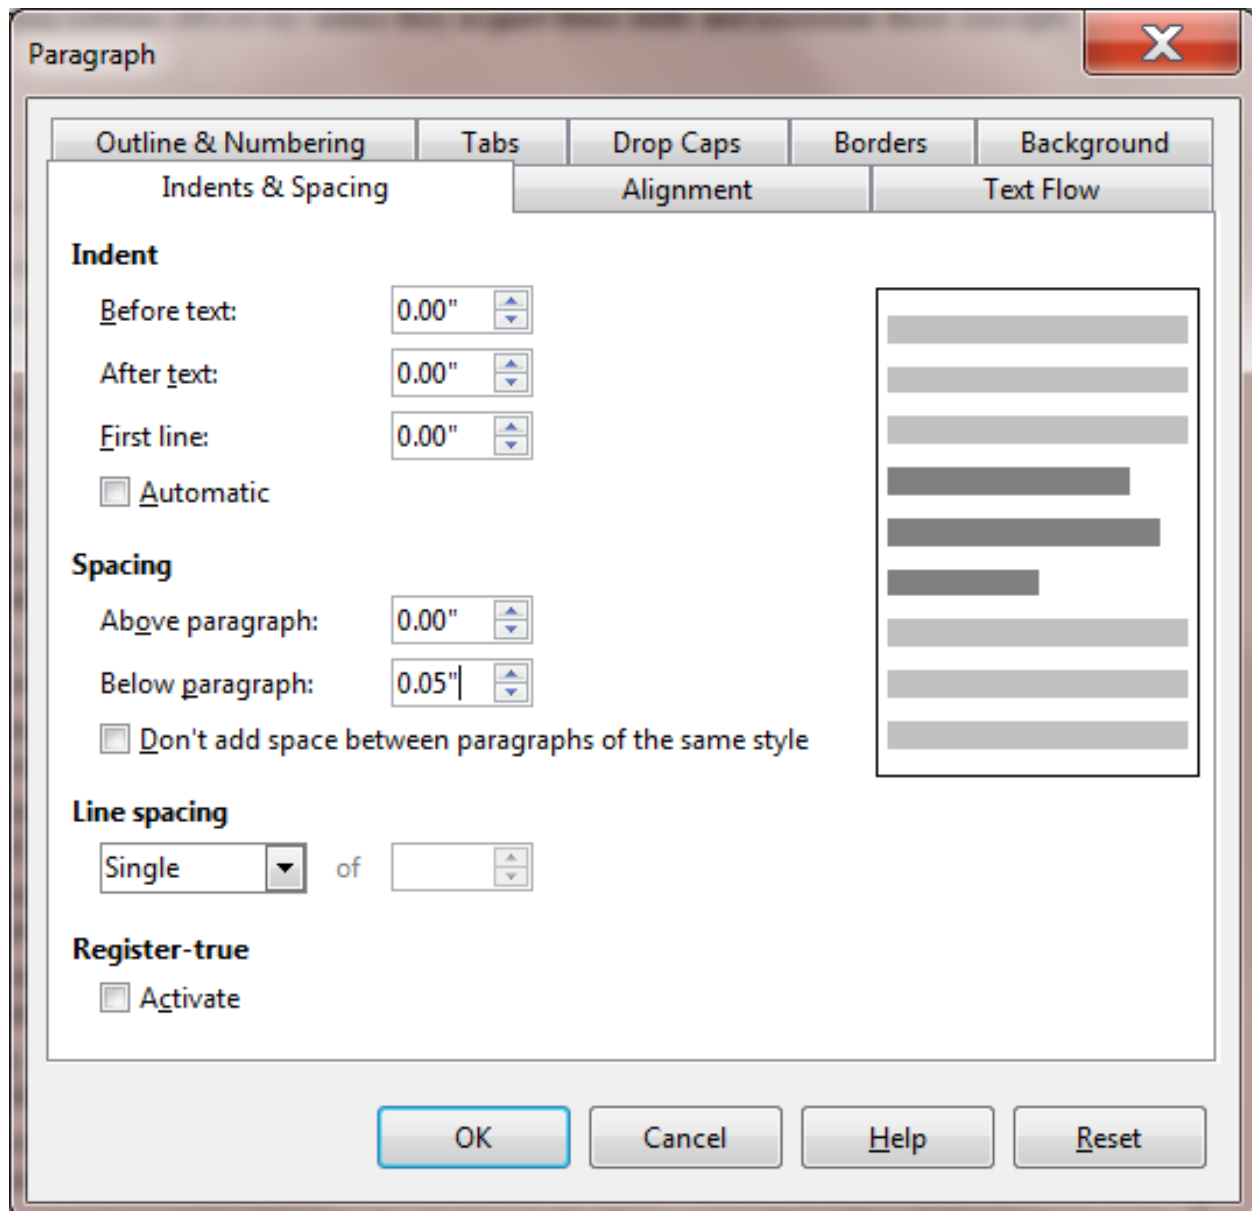 Paragraph
Outline & Numbering Tabs Drop Caps Borders Background
Indents & Spacing Alignment Text Flow
Indent
Before text: 0.00"
After text: 0.00"
First line: 0.00"
Automatic
Spacing
Above paragraph: 0.00"
Below paragraph: 0.05"
Don't add space between paragraphs of the same style
Line spacing
Single of
Register-true
Activate
OK Cancel Help Reset